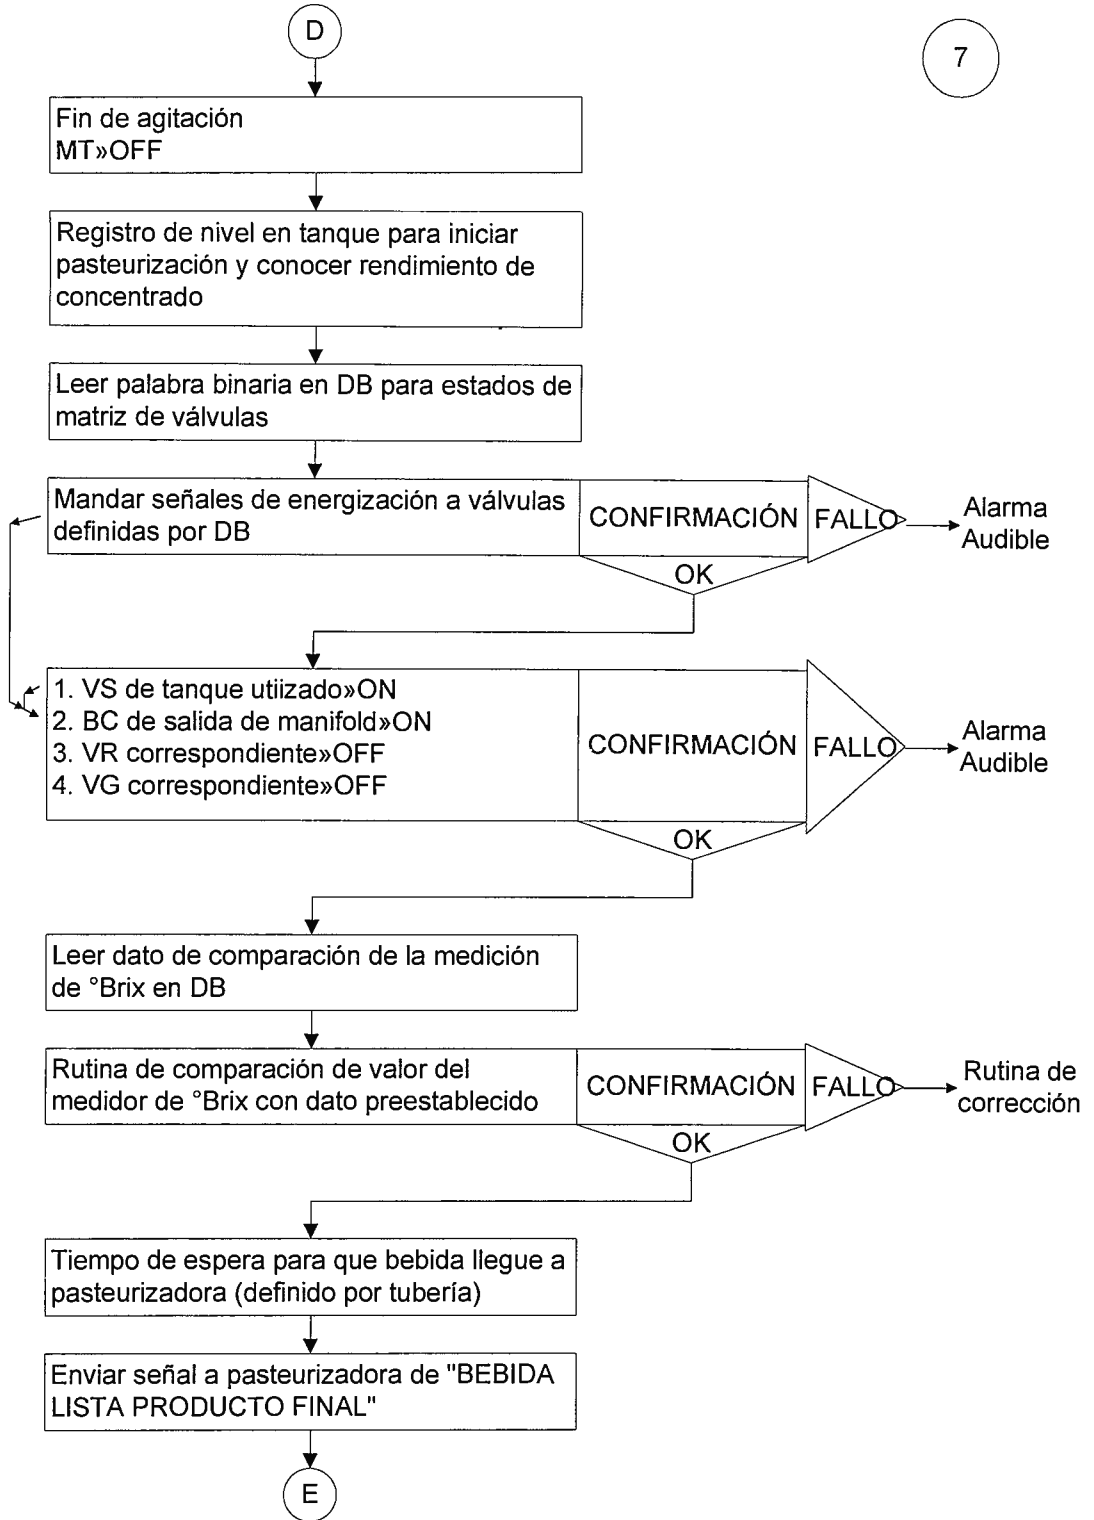 D
7
Fin de agitación
MT»OFF
Registro de nivel en tanque para iniciar
pasteurización y conocer rendimiento de
concentrado
Leer palabra binaria en DB para estados de
matriz de válvulas
Mandar señales de energización a válvulas
definidas por DB
CONFIRMACIÓN
FALLO
Alarma
Audible
OK
1. VS de tanque utiizado»ON
2. BC de salida de manifold»ON
3. VR correspondiente»OFF
4. VG correspondiente»OFF
CONFIRMACIÓN
FALLO
Alarma
Audible
OK
Leer dato de comparación de la medición
de °Brix en DB
Rutina de comparación de valor del
medidor de °Brix con dato preestablecido
CONFIRMACIÓN
FALLO
Rutina de
corrección
OK
Tiempo de espera para que bebida llegue a
pasteurizadora (definido por tubería)
Enviar señal a pasteurizadora de "BEBIDA
LISTA PRODUCTO FINAL"
E